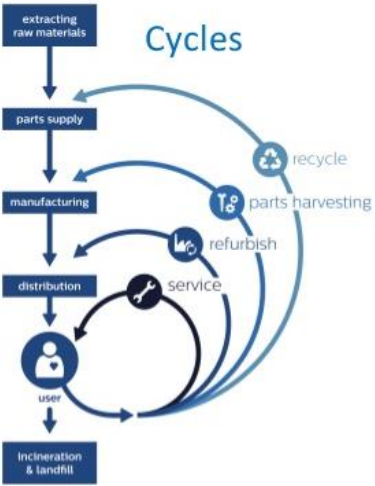 extracting
raw materials
Cycles
parts supply
recycle
manufacturing
parts harvesting
refurbish
distribution
service
user
incineration
& landfill